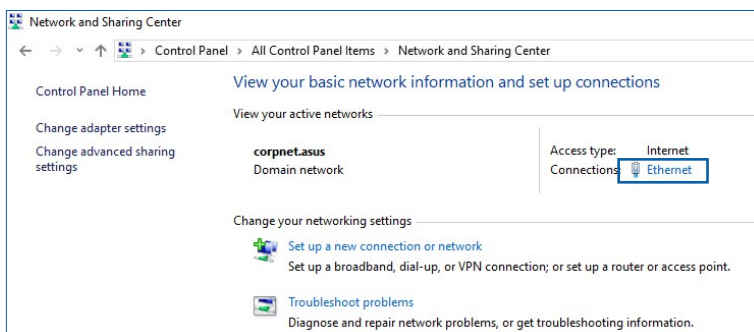 Network and Sharing Center
Control Panel > All Control Panel Items > Network and Sharing Center
Control Panel Home
Change adapter settings
Change advanced sharing
settings
View your basic network information and set up connections
View your active networks
corpnet.asus
Domain network
Access type: Internet
Connections: Ethernet
Change your networking settings
Set up a new connection or network
Set up a broadband, dial-up, or VPN connection; or set up a router or access point.
Troubleshoot problems
Diagnose and repair network problems, or get troubleshooting information.